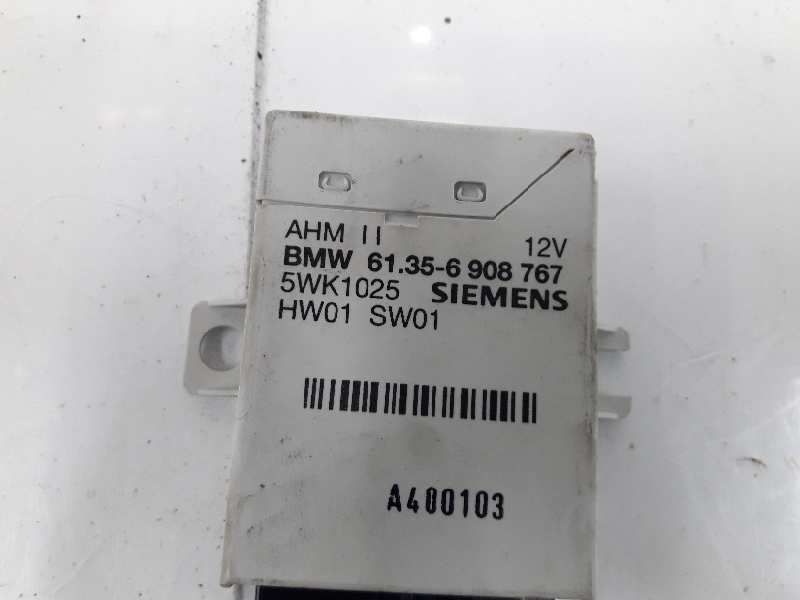 AHM II 12V
BMW 61.35-6 908 767
5WK1025 SIEMENS
HW01 SW01
A400103